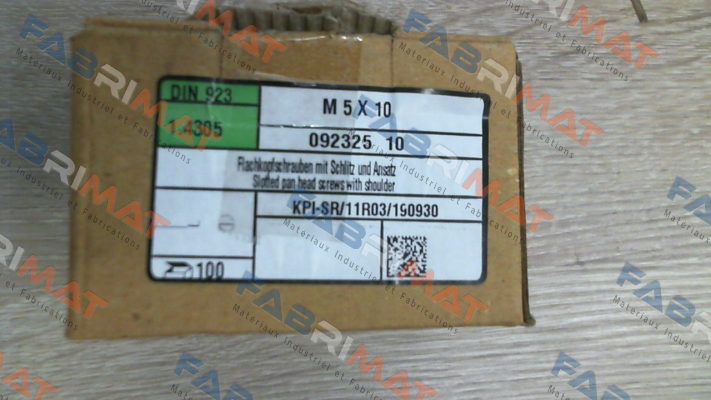 DIN 923
1.4305
M 5 X 10
092325 10
Flachkopfschrauben mit Schlitz und Ansatz
Slotted pan head screws with shoulder
KPI-SR/11R03/190930
100
FABRIMAT
Materiaux Industriel et Fabrications